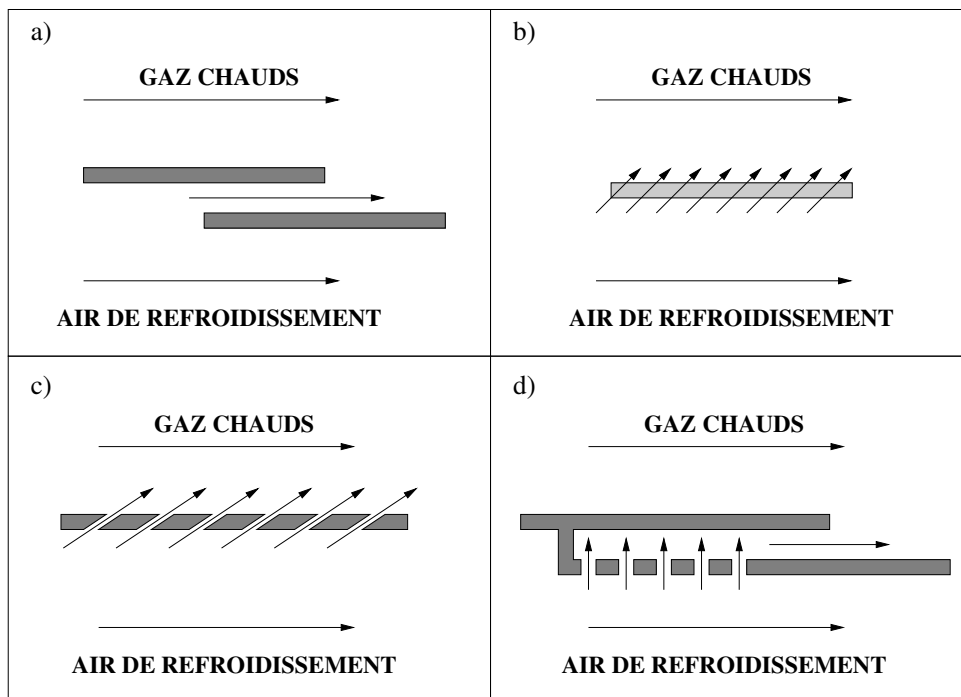 a)
GAZ CHAUDS
AIR DE REFROIDISSEMENT
b)
GAZ CHAUDS
AIR DE REFROIDISSEMENT
c)
GAZ CHAUDS
AIR DE REFROIDISSEMENT
d)
GAZ CHAUDS
AIR DE REFROIDISSEMENT